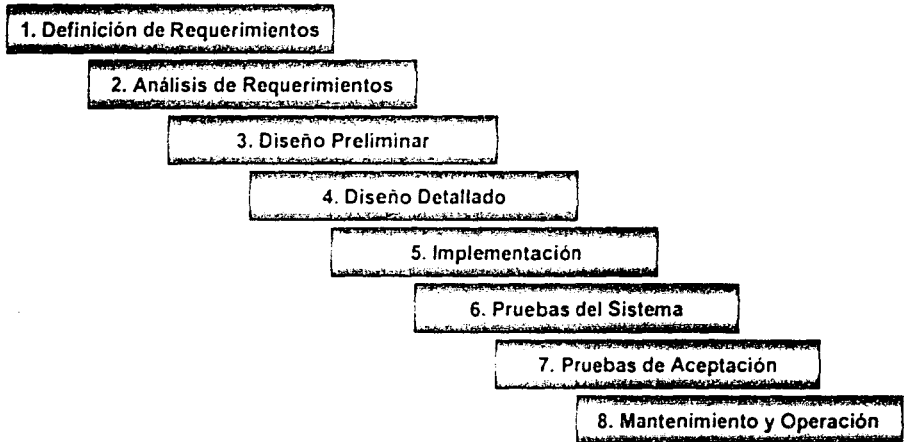 1. Definición de Requerimientos
2. Análisis de Requerimientos
3. Diseño Preliminar
4. Diseño Detallado
5. Implementación
6. Pruebas del Sistema
7. Pruebas de Aceptación
8. Mantenimiento y Operación